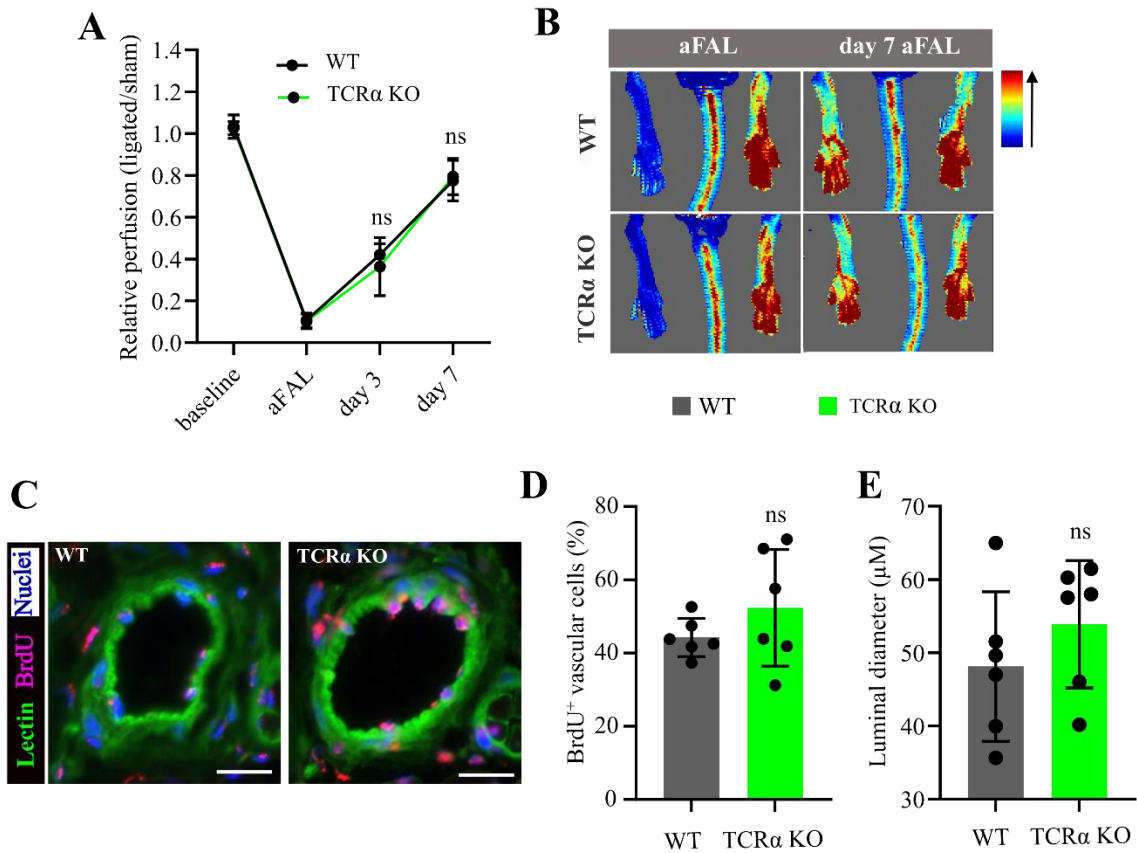 A
Relative perfusion (ligated/sham)
1.4
1.2
1.0
0.8
0.6
0.4
0.2
0.0
WT
TCRα KO
ns
ns
baseline
aFAL
day 3
day 7
B
aFAL
day 7 aFAL
WT
TCRα KO
WT
TCRα KO
C
Lectin BrdU Nuclei
WT
TCRα KO
D
BrdU⁺ vascular cells (%)
80
60
40
20
0
ns
WT
TCRα KO
E
Luminal diameter (µM)
70
60
50
40
30
ns
WT
TCRα KO